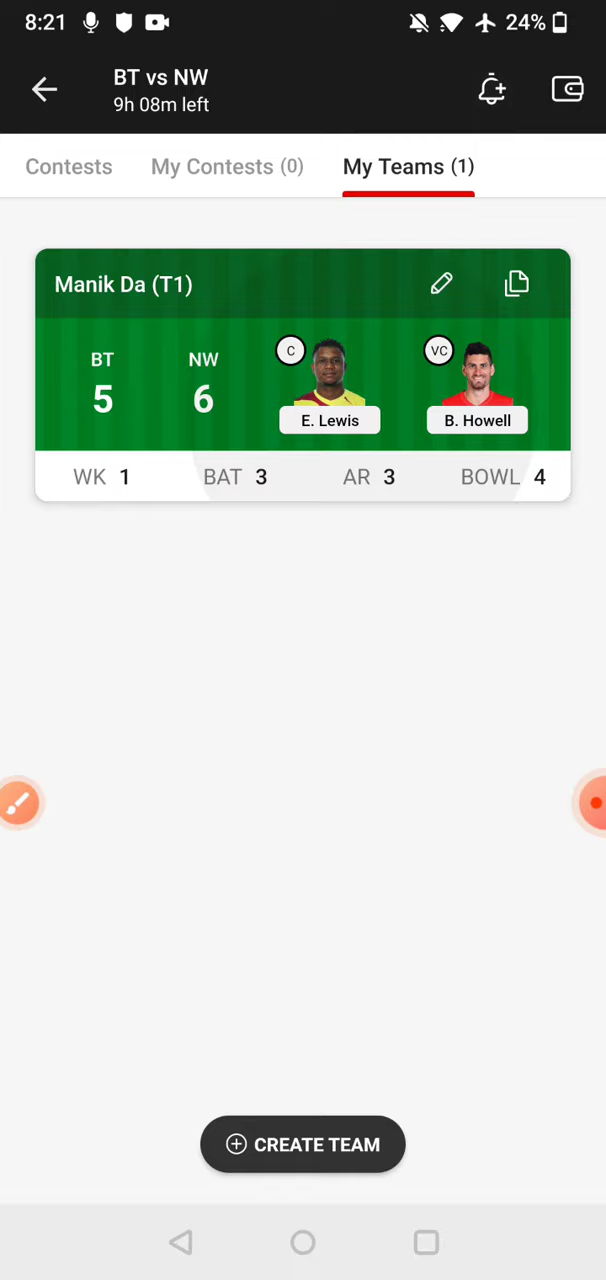 8:21 24%
BT vs NW
9h 08m left
Contests My Contests (0) My Teams (1)
Manik Da (T1)
BT 5 NW 6 C VC
E. Lewis B. Howell
WK 1 BAT 3 AR 3 BOWL 4
CREATE TEAM